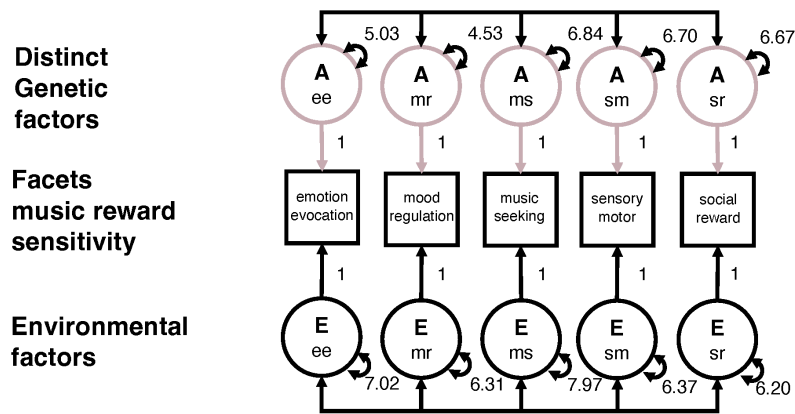 5.03 4.53 6.84 6.70 6.67
Distinct
Genetic
factors
A A A A A
ee mr ms sm sr
1 1 1 1 1
Facets
music reward
sensitivity
emotion
evocation
mood
regulation
music
seeking
sensory
motor
social
reward
1 1 1 1 1
Environmental
factors
E E E E E
ee mr ms sm sr
7.02 6.31 7.97 6.37 6.20